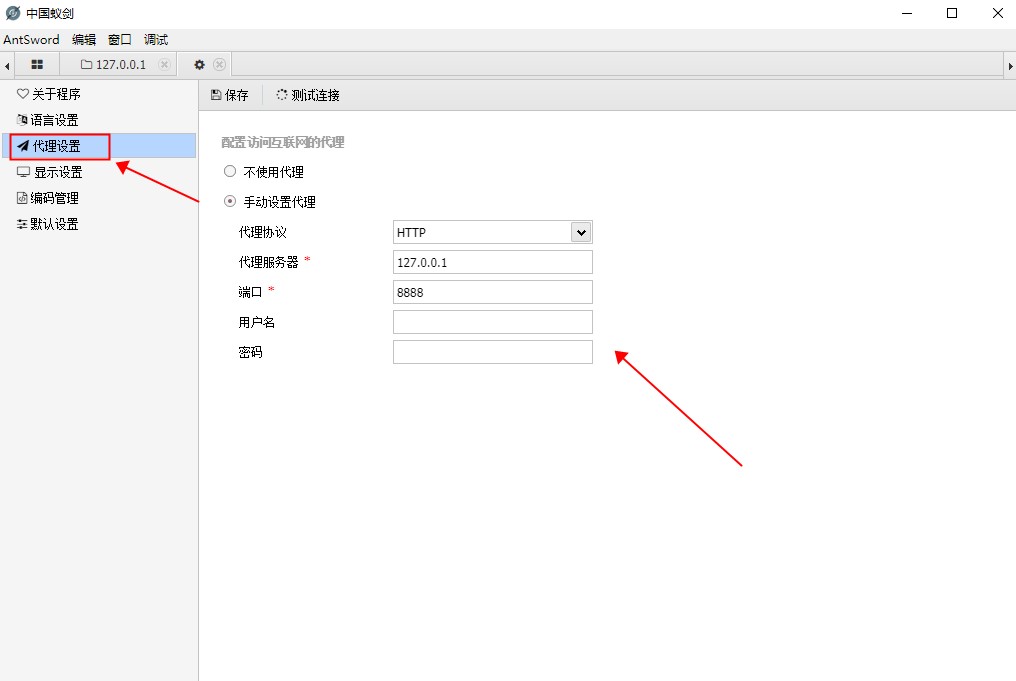 中国蚁剑
AntSword 编辑 窗口 调试
127.0.0.1
关于程序
语言设置
代理设置
显示设置
编码管理
默认设置
保存 测试连接
配置访问互联网的代理
不使用代理
手动设置代理
代理协议 HTTP
代理服务器 * 127.0.0.1
端口 * 8888
用户名
密码